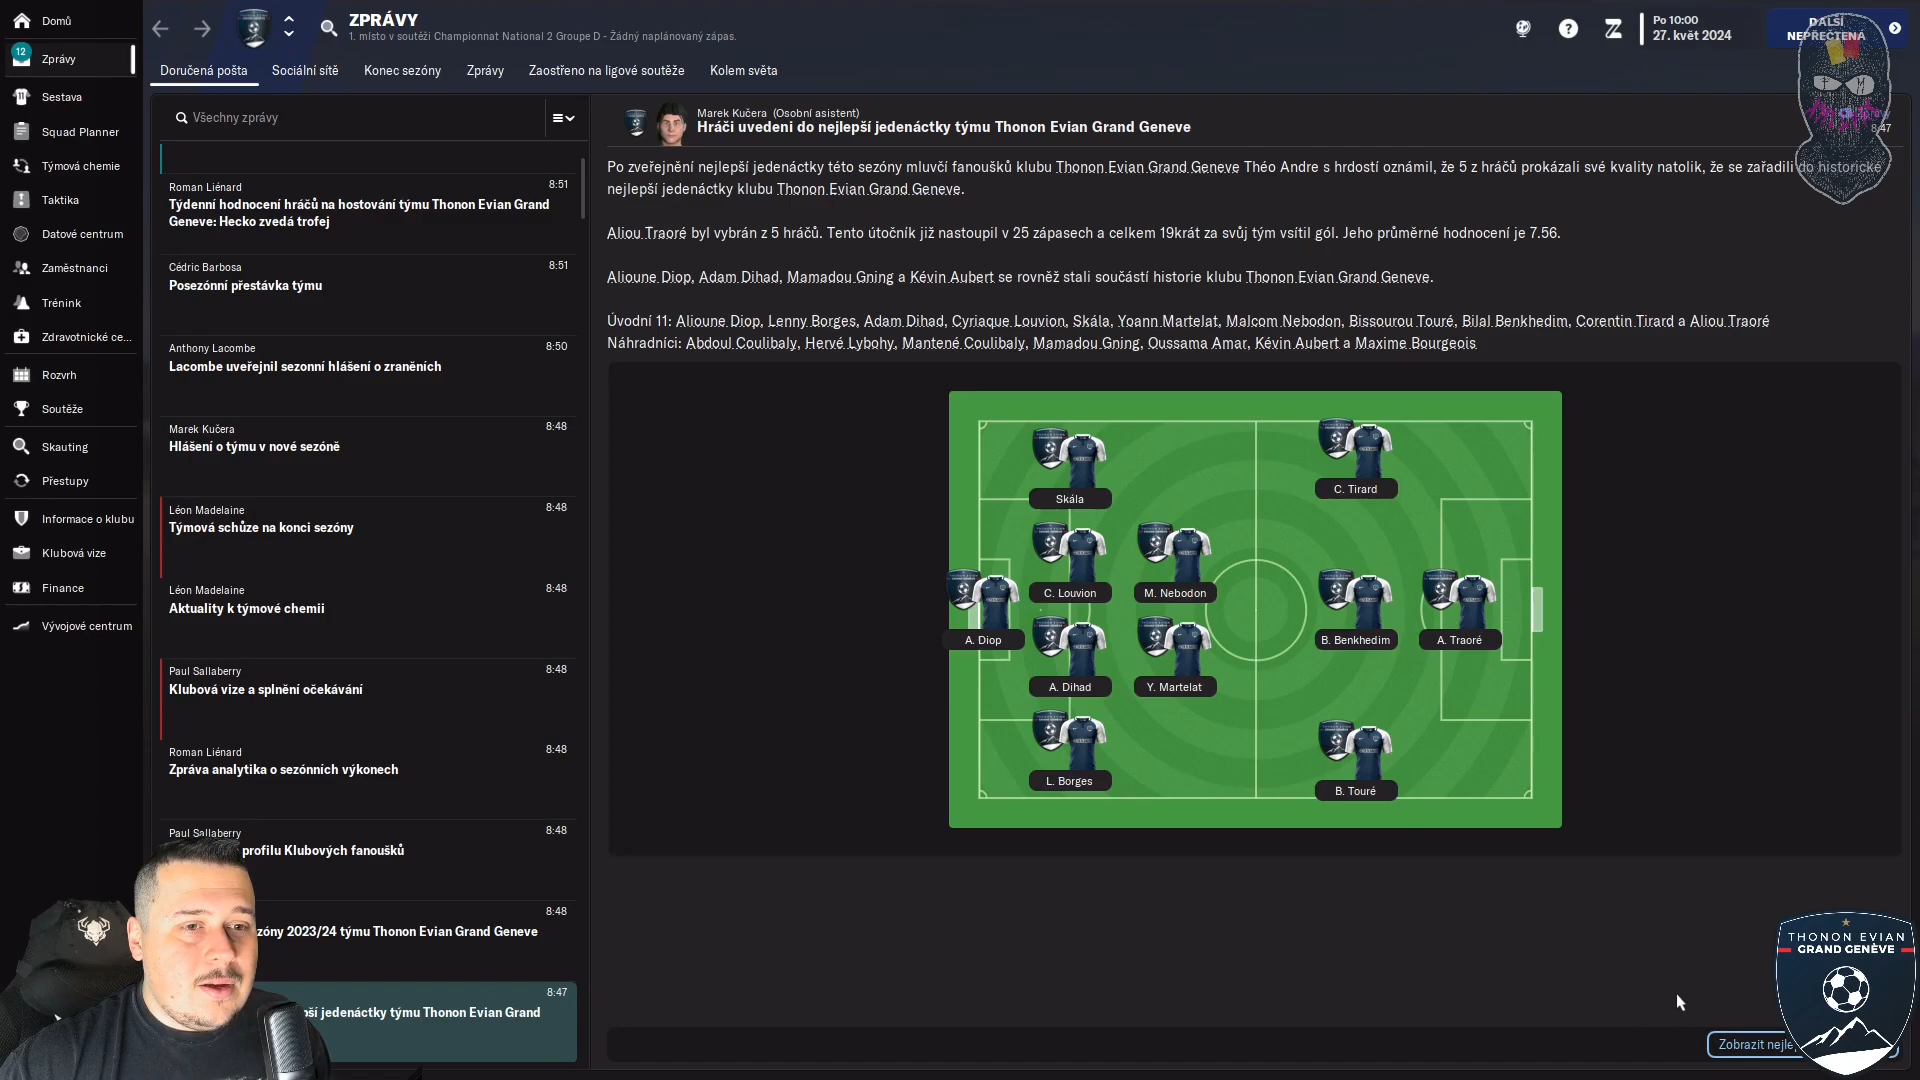 Domů
12
Zprávy
Sestava
Squad Planner
Týmová chemie
Taktika
Datové centrum
Zaměstnanci
Trénink
Zdravotnické ce...
Rozvrh
Soutěže
Skauting
Přestupy
Informace o klubu
Klubová vize
Finance
Vývojové centrum
ZPRÁVY
1. místo v soutěži Championnat National 2 Groupe D - Žádný naplánovaný zápas.
Po 10:00
27. květ 2024
DALŠÍ
NEPŘEČTENÁ
Doručená pošta
Sociální sítě
Konec sezóny
Zprávy
Zaostřeno na ligové soutěže
Kolem světa
Všechny zprávy
Roman Liénard
8:51
Týdenní hodnocení hráčů na hostování týmu Thonon Evian Grand
Geneve: Hecko zvedá trofej
Cédric Barbosa
8:51
Posezónní přestávka týmu
Anthony Lacombe
8:50
Lacombe uveřejnil sezonní hlášení o zraněních
Marek Kučera
8:48
Hlášení o týmu v nové sezóně
Léon Madelaine
8:48
Týmová schůze na konci sezóny
Léon Madelaine
8:48
Aktuality k týmové chemii
Paul Sallaberry
8:48
Klubová vize a splnění očekávání
Roman Liénard
8:48
Zpráva analytika o sezónních výkonech
Paul Sallaberry
8:48
profilu Klubových fanoušků
8:48
zóny 2023/24 týmu Thonon Evian Grand Geneve
8:47
ší jedenáctky týmu Thonon Evian Grand
Marek Kučera (Osobní asistent)
Hráči uvedeni do nejlepší jedenáctky týmu Thonon Evian Grand Geneve
8:47
Po zveřejnění nejlepší jedenáctky této sezóny mluvčí fanoušků klubu Thonon Evian Grand Geneve Théo Andre s hrdostí oznámil, že 5 z hráčů prokázali své kvality natolik, že se zařadili do historické
nejlepší jedenáctky klubu Thonon Evian Grand Geneve.
Aliou Traoré byl vybrán z 5 hráčů. Tento útočník již nastoupil v 25 zápasech a celkem 19krát za svůj tým vsítil gól. Jeho průměrné hodnocení je 7.56.
Alioune Diop, Adam Dihad, Mamadou Gning a Kévin Aubert se rovněž stali součástí historie klubu Thonon Evian Grand Geneve.
Úvodní 11: Alioune Diop, Lenny Borges, Adam Dihad, Cyriaque Louvion, Skála, Yoann Martelat, Malcom Nebodon, Bissourou Touré, Bilal Benkhedim, Corentin Tirard a Aliou Traoré
Náhradníci: Abdoul Coulibaly, Hervé Lybohy, Mantené Coulibaly, Mamadou Gning, Oussama Amar, Kévin Aubert a Maxime Bourgeois
Skála
C. Tirard
C. Louvion
M. Nebodon
A. Diop
B. Benkhedim
A. Traoré
A. Dihad
Y. Martelat
L. Borges
B. Touré
THONON EVIAN
GRAND GENÈVE
Zobrazit nejle